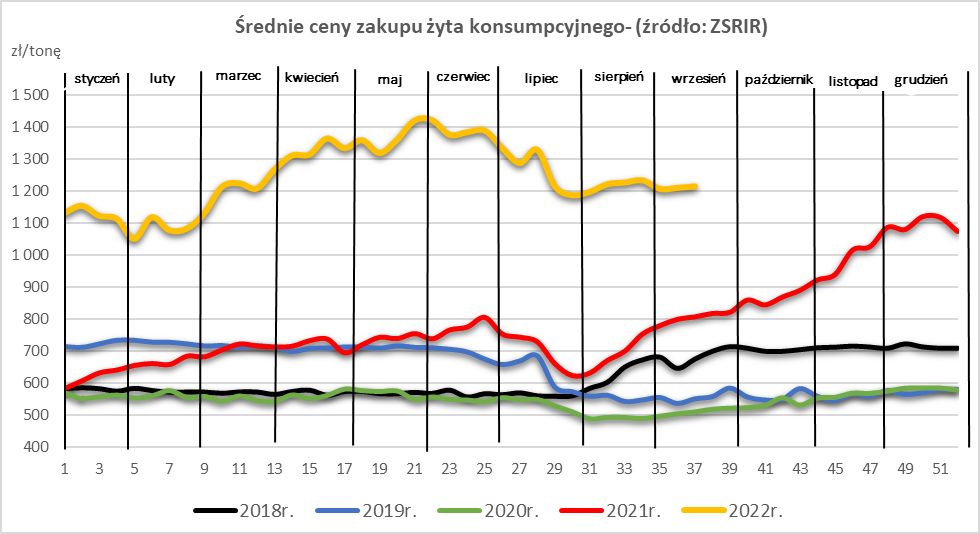 Średnie ceny zakupu żyta konsumpcyjnego- (źródło: ZSRIR)
zł/tonę
styczeń luty marzec kwiecień maj czerwiec lipiec sierpień wrzesień październik listopad grudzień
1 500
1 400
1 300
1 200
1 100
1 000
900
800
700
600
500
400
1 3 5 7 9 11 13 15 17 19 21 23 25 27 29 31 33 35 37 39 41 43 45 47 49 51
2018r. 2019r. 2020r. 2021r. 2022r.